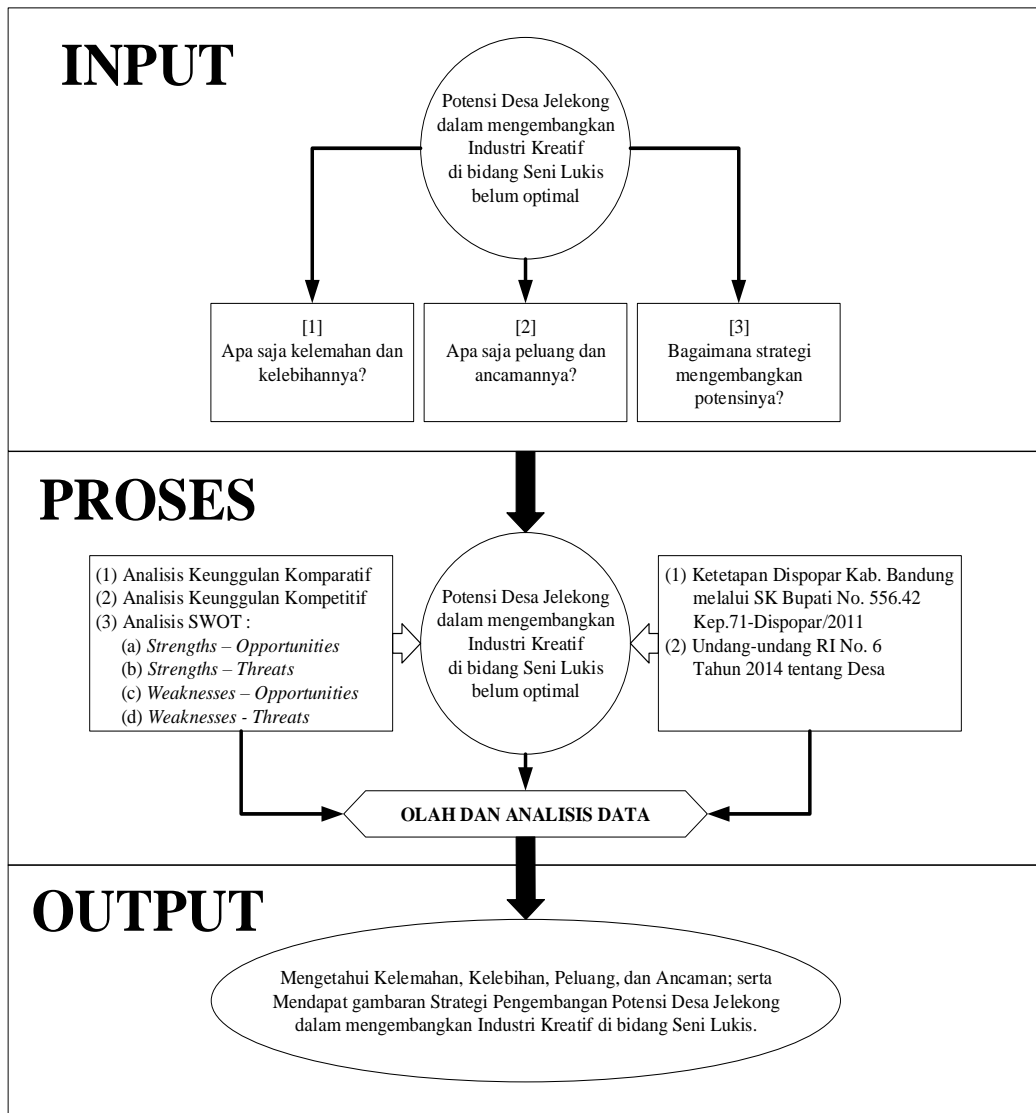 INPUT
Potensi Desa Jelekong
dalam mengembangkan
Industri Kreatif
di bidang Seni Lukis
belum optimal
[1]
Apa saja kelemahan dan
kelebihannya?
[2]
Apa saja peluang dan
ancamannya?
[3]
Bagaimana strategi
mengembangkan
potensinya?
PROSES
(1) Analisis Keunggulan Komparatif
(2) Analisis Keunggulan Kompetitif
(3) Analisis SWOT :
(a) Strengths – Opportunities
(b) Strengths – Threats
(c) Weaknesses – Opportunities
(d) Weaknesses - Threats
Potensi Desa Jelekong
dalam mengembangkan
Industri Kreatif
di bidang Seni Lukis
belum optimal
(1) Ketetapan Dispopar Kab. Bandung
melalui SK Bupati No. 556.42
Kep.71-Dispopar/2011
(2) Undang-undang RI No. 6
Tahun 2014 tentang Desa
OLAH DAN ANALISIS DATA
OUTPUT
Mengetahui Kelemahan, Kelebihan, Peluang, dan Ancaman; serta
Mendapat gambaran Strategi Pengembangan Potensi Desa Jelekong
dalam mengembangkan Industri Kreatif di bidang Seni Lukis.